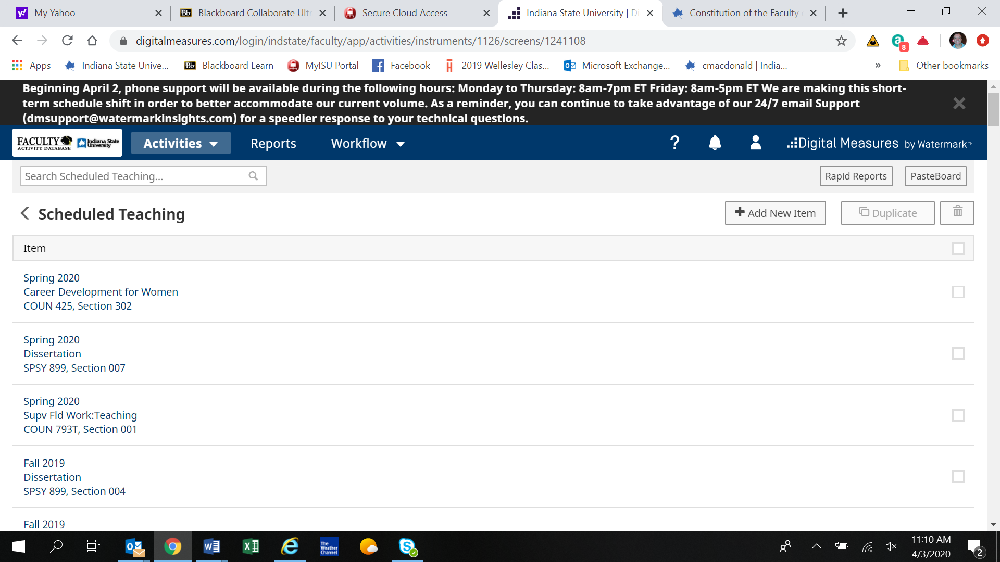 My Yahoo
Blackboard Collaborate Ultr
Secure Cloud Access
Indiana State University | Di
Constitution of the Faculty
digitalmeasures.com/login/indstate/faculty/app/activities/instruments/1126/screens/1241108
8
Apps
Bb
Indiana State Unive...
Blackboard Learn
MyISU Portal
Facebook
2019 Wellesley Clas...
Microsoft Exchange...
cmacdonald | India...
»
Other bookmarks
Beginning April 2, phone support will be available during the following hours: Monday to Thursday: 8am-7pm ET Friday: 8am-5pm ET We are making this short-
term schedule shift in order to better accommodate our current volume. As a reminder, you can continue to take advantage of our 24/7 email Support
(dmsupport@watermarkinsights.com) for a speedier response to your technical questions.
FACULTY
ACTIVITY DATABASE
Indiana State
University
Activities
Reports
Workflow
?
Digital Measures by Watermark™
Search Scheduled Teaching...
Rapid Reports
PasteBoard
Scheduled Teaching
Add New Item
Duplicate
Item
Spring 2020
Career Development for Women
COUN 425, Section 302
Spring 2020
Dissertation
SPSY 899, Section 007
Spring 2020
Supv Fld Work:Teaching
COUN 793T, Section 001
Fall 2019
Dissertation
SPSY 899, Section 004
Fall 2019
The
Weather
Channel
11:10 AM
4/3/2020
2